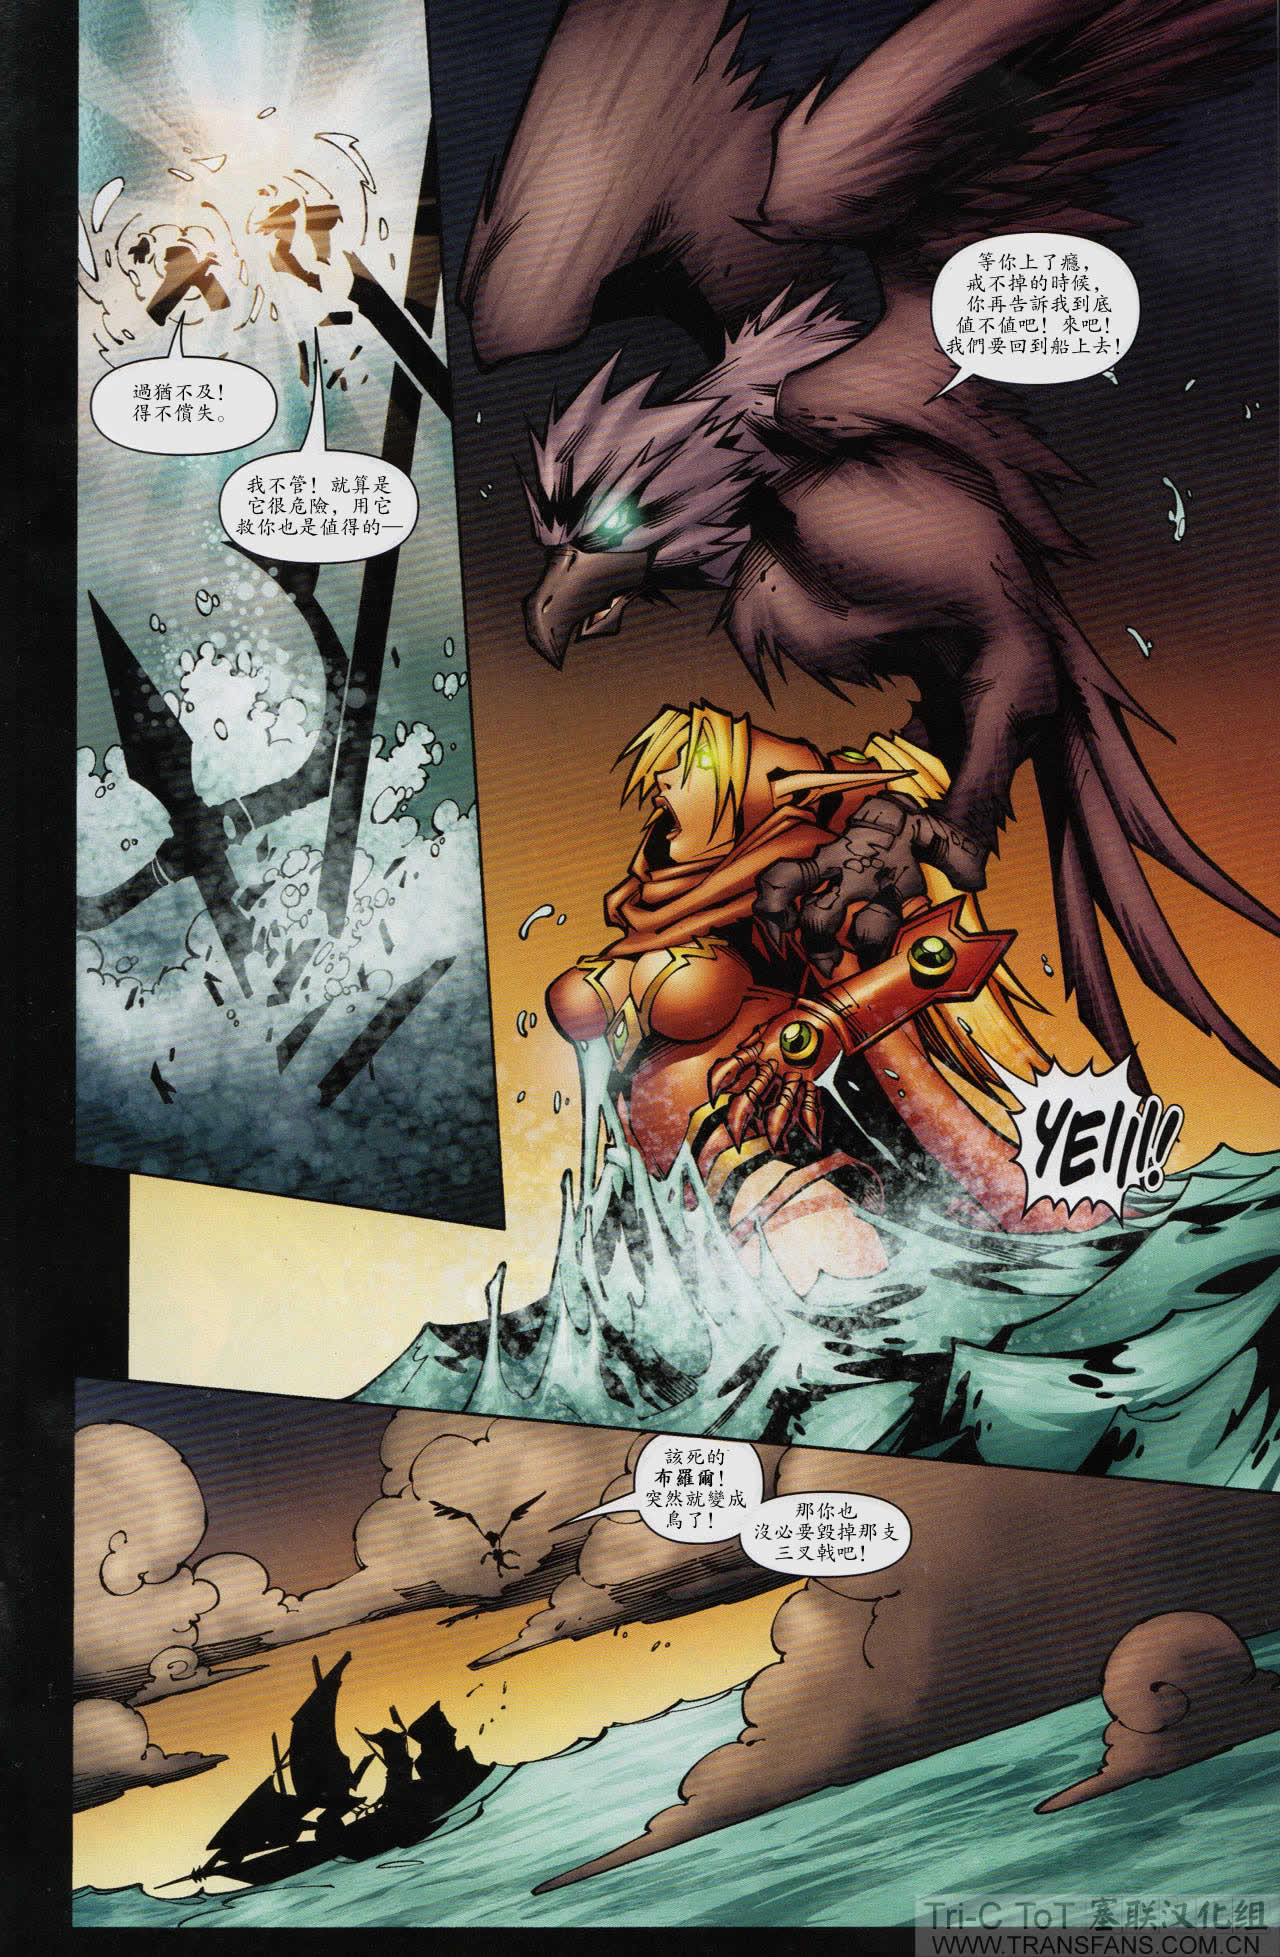 過猶不及！
得不償失。
我不管！就算是
它很危險，用它
救你也是值得的—
等你上了癮，
戒不掉的時候，
你再告訴我到底
值不值吧！來吧！
我們要回到船上去！
YEIII!!
該死的
布羅爾！
突然就變成
鳥了！
那你也
沒必要毀掉那支
三叉戟吧！
Tri-C ToT 塞联汉化组
WWW.TRANSFANS.COM.CN